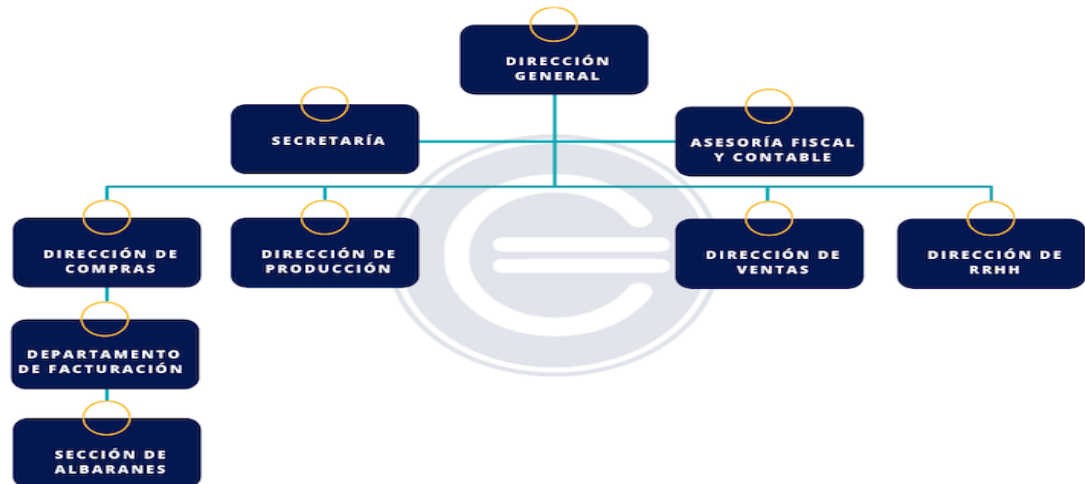 DIRECCIÓN
GENERAL
SECRETARÍA
ASESORÍA FISCAL
Y CONTABLE
DIRECCIÓN DE
COMPRAS
DIRECCIÓN DE
PRODUCCIÓN
DIRECCIÓN DE
VENTAS
DIRECCIÓN DE
RRHH
DEPARTAMENTO
DE FACTURACIÓN
SECCIÓN DE
ALBARANES